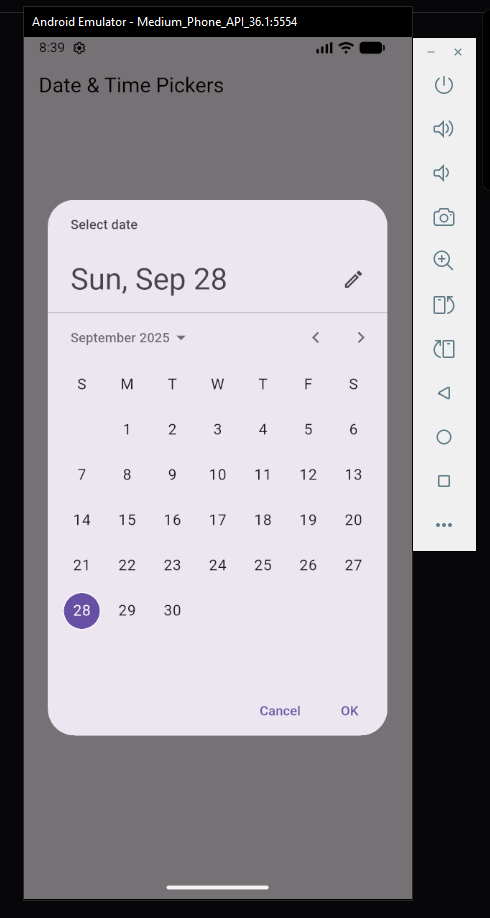 Android Emulator - Medium_Phone_API_36.1:5554
8:39
Date & Time Pickers
Select date
Sun, Sep 28
September 2025
S M T W T F S
1 2 3 4 5 6
7 8 9 10 11 12 13
14 15 16 17 18 19 20
21 22 23 24 25 26 27
28 29 30
Cancel OK